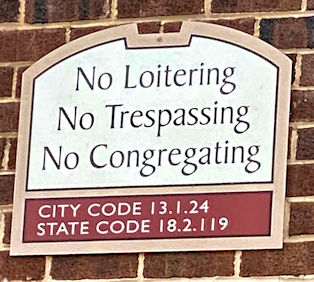 No Loitering
No Trespassing
No Congregating
CITY CODE 13.1.24
STATE CODE 18.2.119